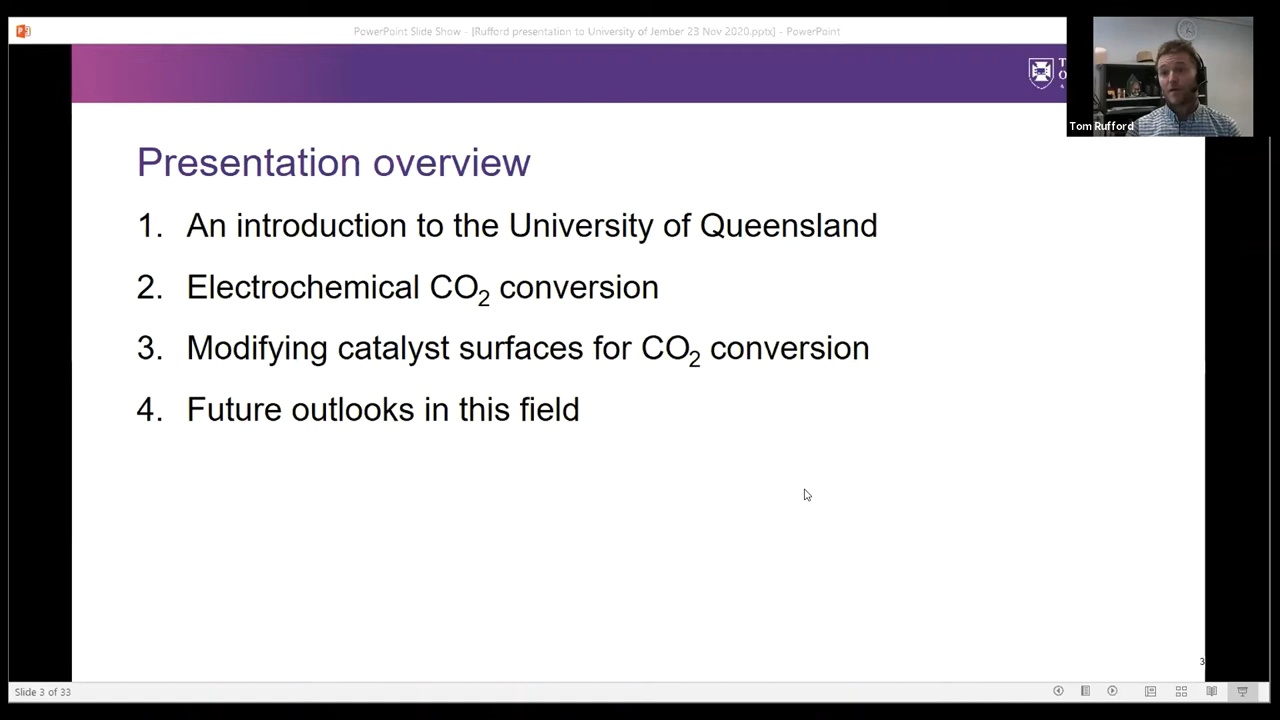 PowerPoint Slide Show - [Rufford presentation to University of Jember 23 Nov 2020.pptx] - PowerPoint
Tom Rufford
Presentation overview
1. An introduction to the University of Queensland
2. Electrochemical CO₂ conversion
3. Modifying catalyst surfaces for CO₂ conversion
4. Future outlooks in this field
3
Slide 3 of 33